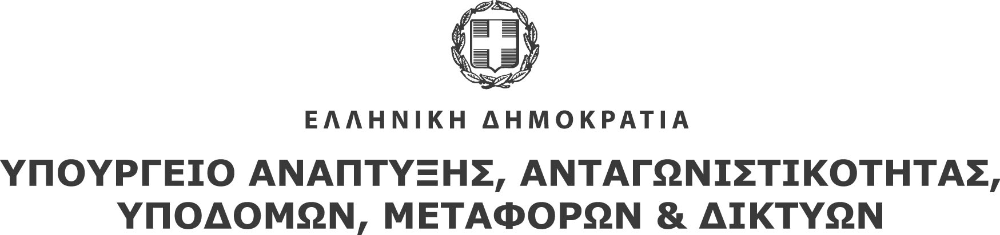 ΕΛΛΗΝΙΚΗ ΔΗΜΟΚΡΑΤΙΑ
ΥΠΟΥΡΓΕΙΟ ΑΝΑΠΤΥΞΗΣ, ΑΝΤΑΓΩΝΙΣΤΙΚΟΤΗΤΑΣ,
ΥΠΟΔΟΜΩΝ, ΜΕΤΑΦΟΡΩΝ & ΔΙΚΤΥΩΝ